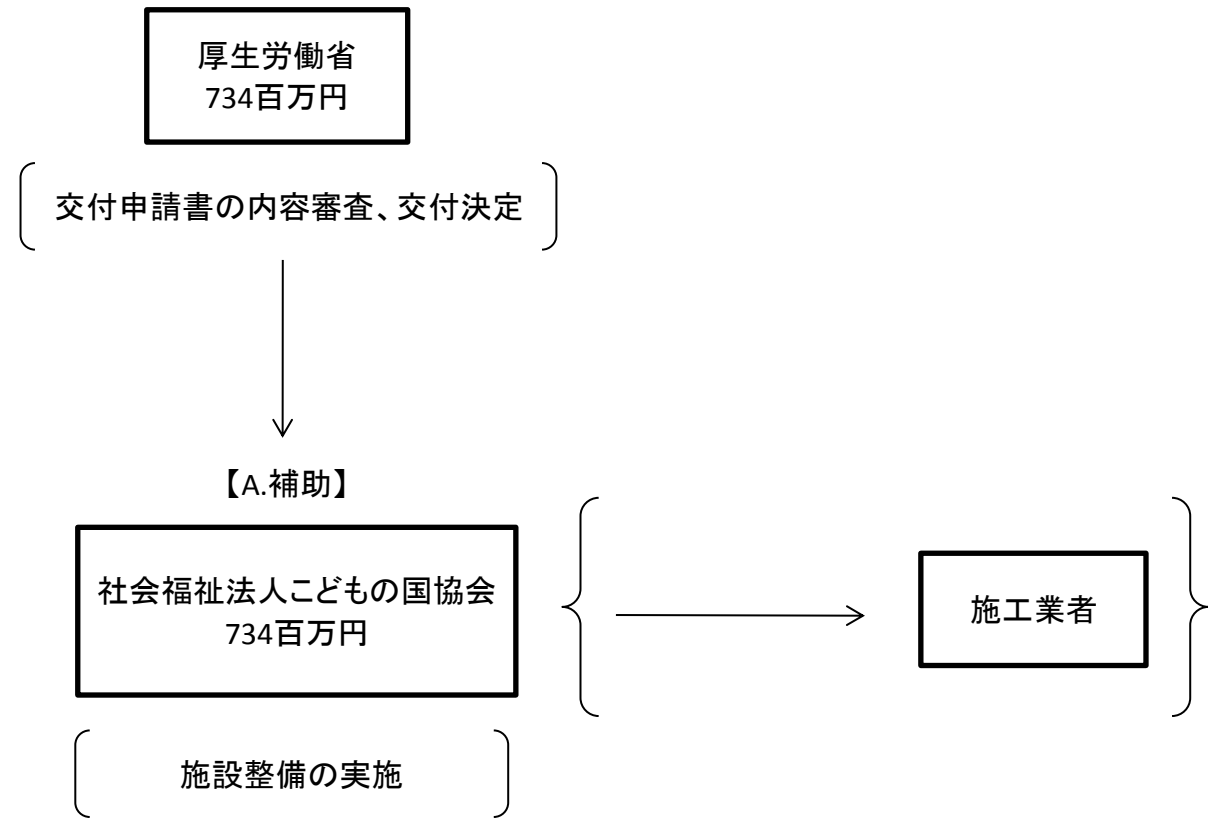 厚生労働省
734百万円
交付申請書の内容審査、交付決定
【A.補助】
社会福祉法人こどもの国協会
734百万円
施工業者
施設整備の実施